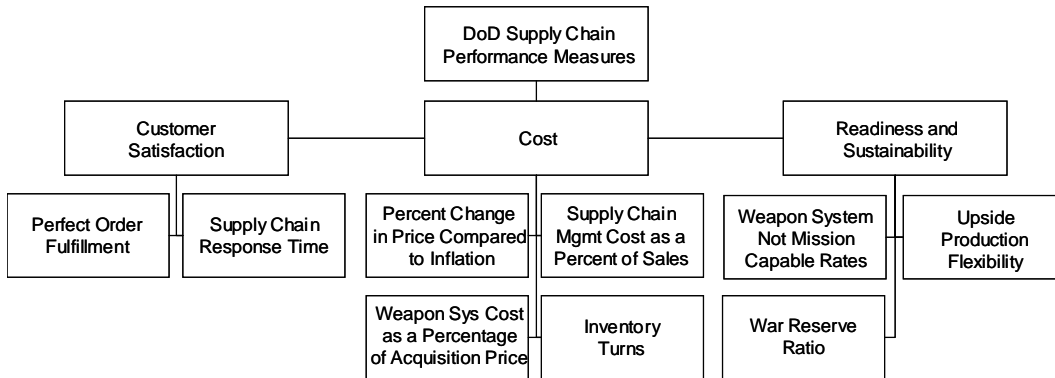 DoD Supply Chain
Performance Measures
Customer
Satisfaction
Cost
Readiness and
Sustainability
Perfect Order
Fulfillment
Supply Chain
Response Time
Percent Change
in Price Compared
to Inflation
Supply Chain
Mgmt Cost as a
Percent of Sales
Weapon System
Not Mission
Capable Rates
Upside
Production
Flexibility
Weapon Sys Cost
as a Percentage
of Acquisition Price
Inventory
Turns
War Reserve
Ratio